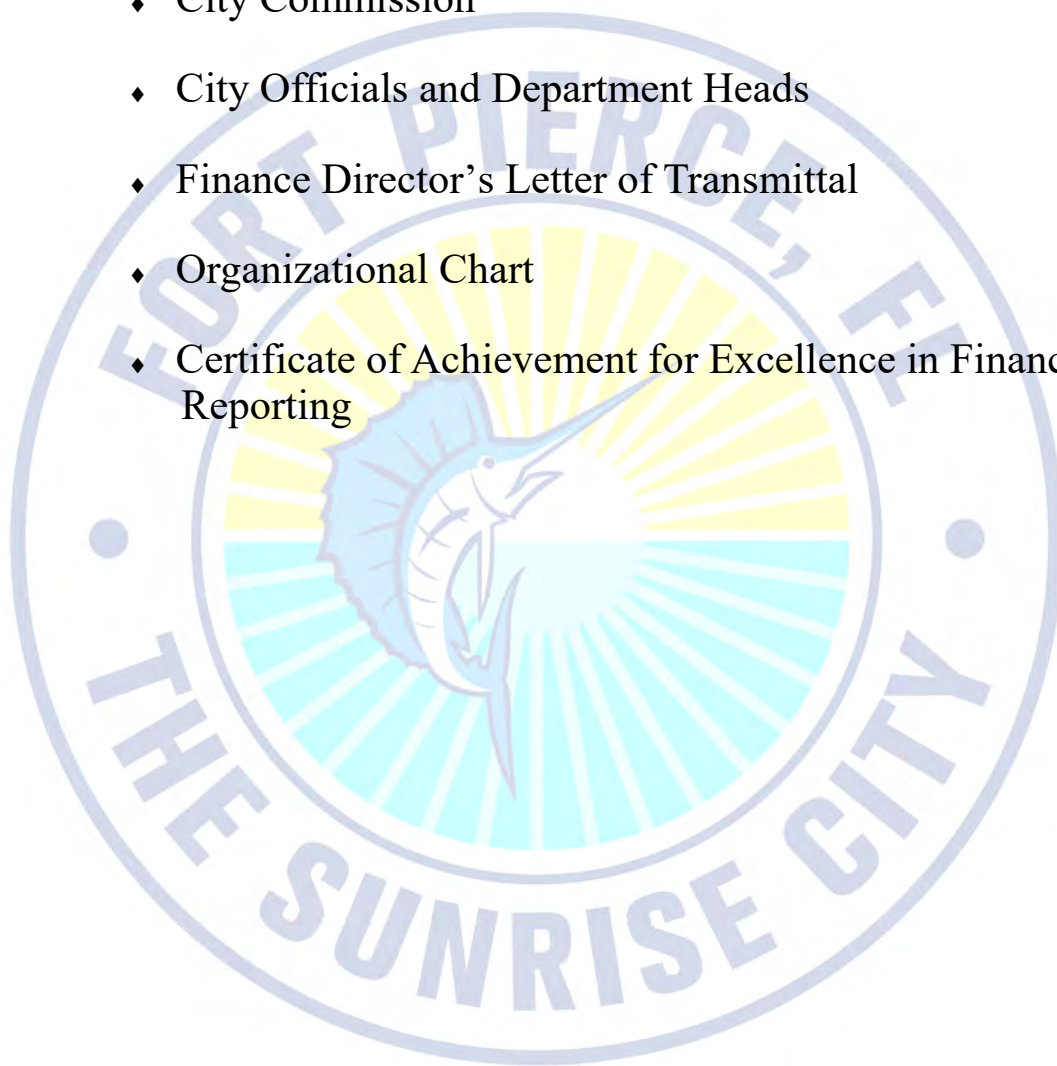 ♦ City Commission
♦ City Officials and Department Heads
♦ Finance Director’s Letter of Transmittal
♦ Organizational Chart
♦ Certificate of Achievement for Excellence in Financ
Reporting
FORT PIERCE, FL
THE SUNRISE CITY